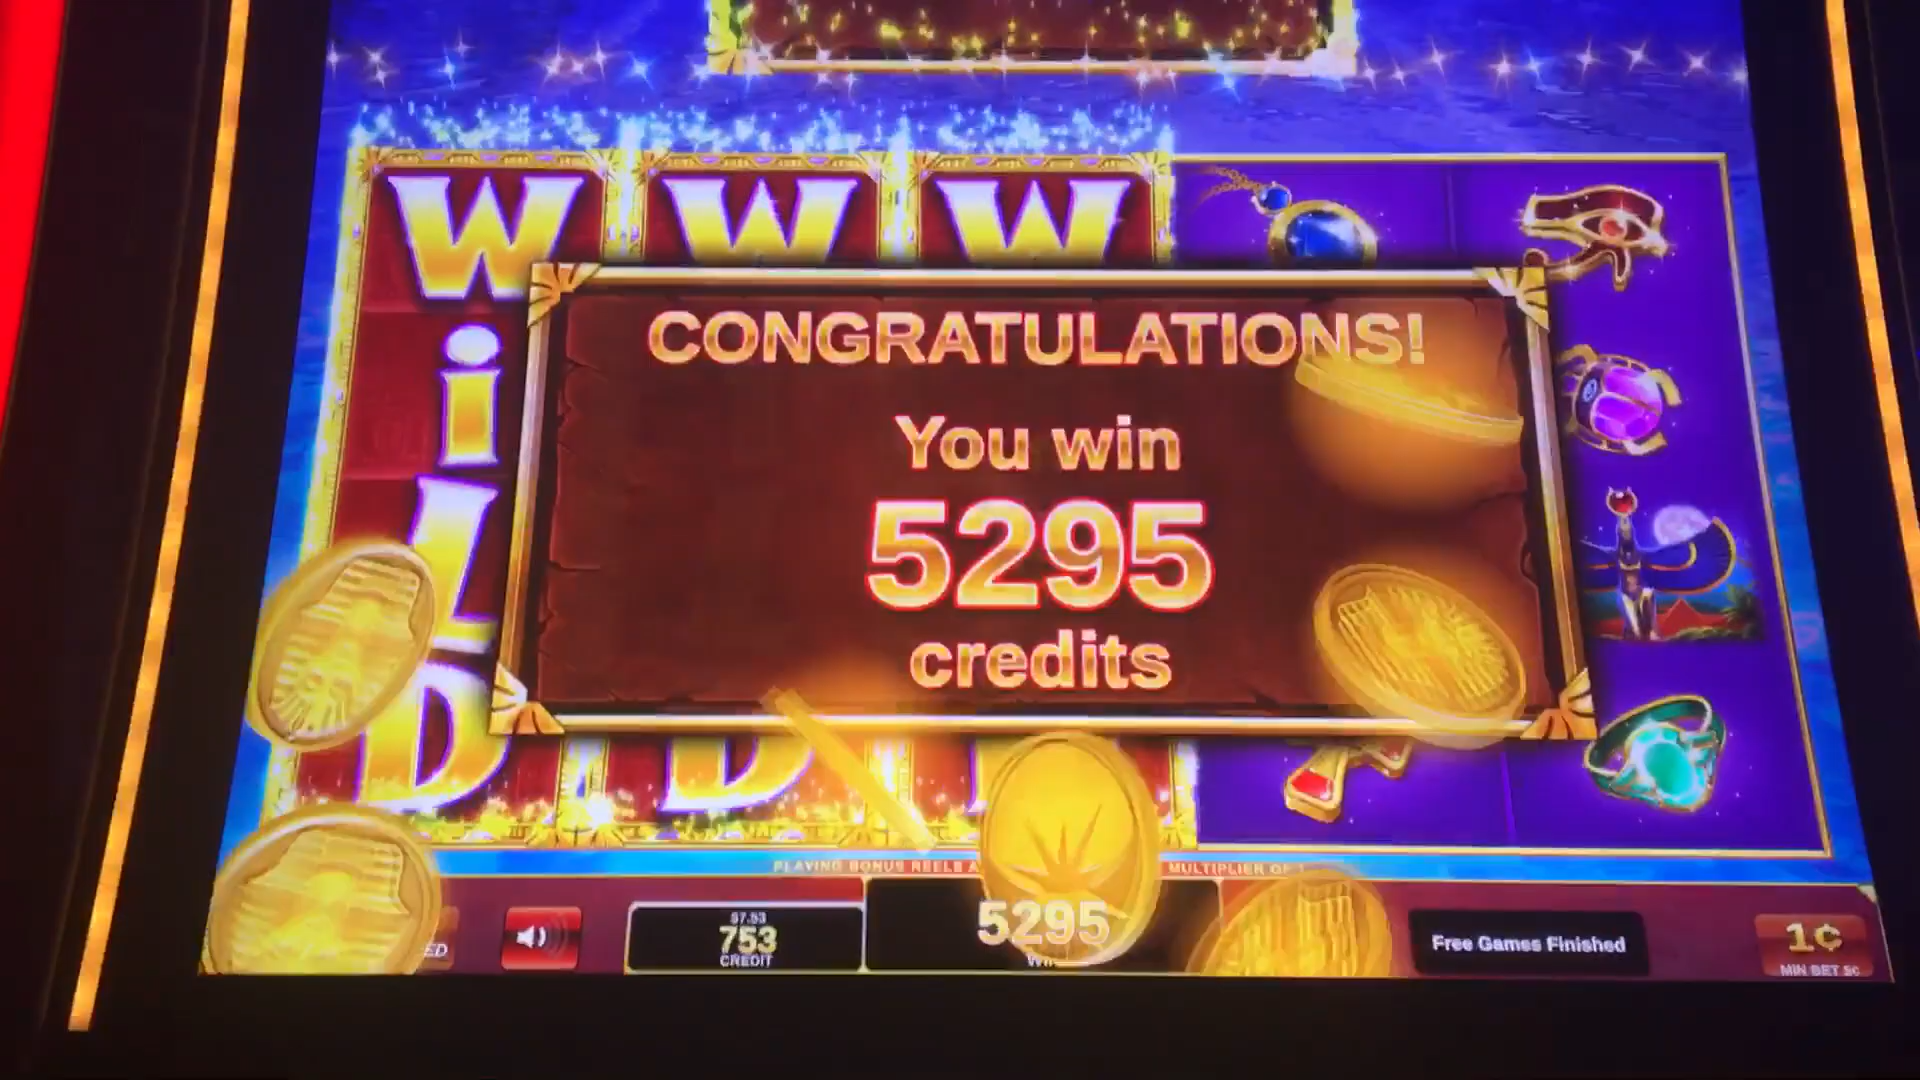 WILD
W
W
CONGRATULATIONS!
You win
5295
credits
D
PLAYING BONUS REELS
MULTIPLIER OF
$7.53
753
CREDIT
5295
Free Games Finished
1¢
MIN BET 5¢